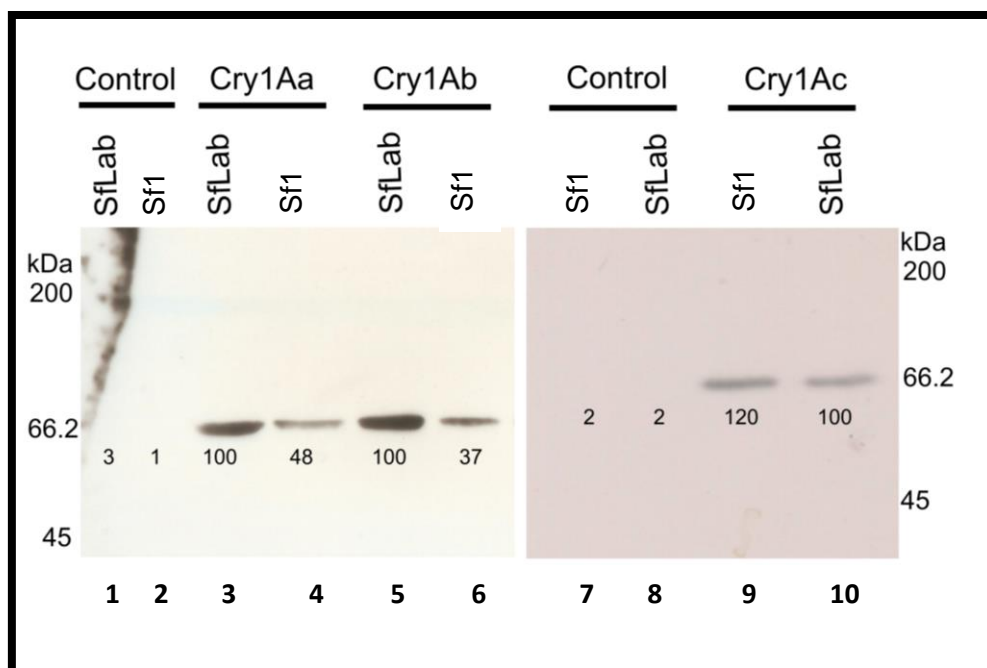 Control Cry1Aa Cry1Ab Control Cry1Ac
SfLab Sf1 SfLab Sf1 SfLab Sf1 Sf1 SfLab Sf1 SfLab
kDa kDa
200 200
66.2 66.2
3 1 100 48 100 37 2 2 120 100
45 45
1 2 3 4 5 6 7 8 9 10